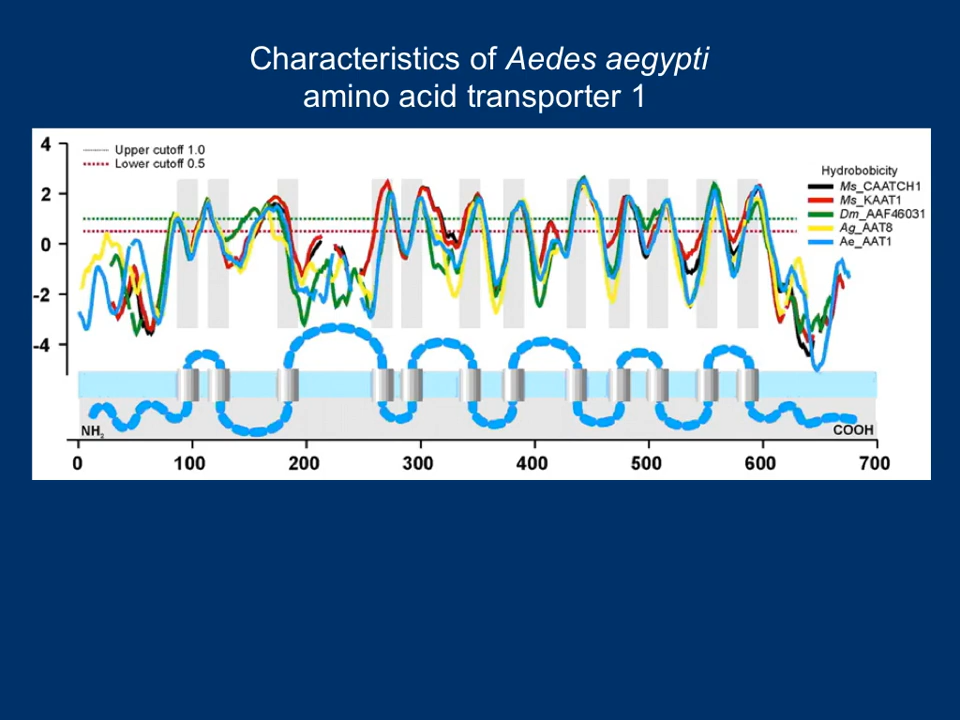 Characteristics of Aedes aegypti
amino acid transporter 1
4
2
0
-2
-4
Upper cutoff 1.0
Lower cutoff 0.5
Hydrobobicity
Ms_CAATCH1
Ms_KAAT1
Dm_AAF46031
Ag_AAT8
Ae_AAT1
NH2
COOH
0 100 200 300 400 500 600 700